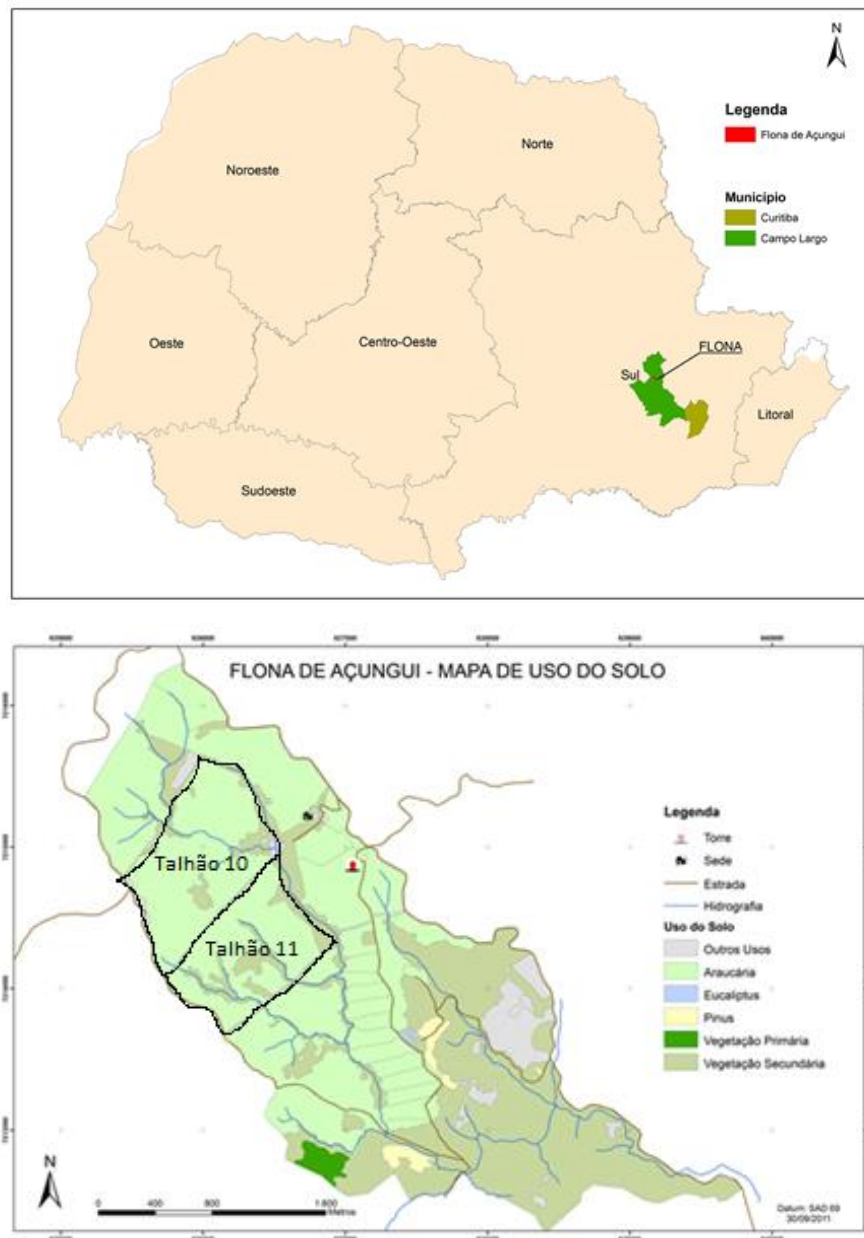 N
Legenda
Flona de Açungui
Município
Curitiba
Campo Largo
Noroeste
Norte
Oeste
Centro-Oeste
Sul
FLONA
Litoral
Sudoeste
FLONA DE AÇUNGUI - MAPA DE USO DO SOLO
Talhão 10
Talhão 11
Legenda
Torre
Sede
Estrada
Hidrografia
Uso do Solo
Outros Usos
Araucária
Eucaliptus
Pinus
Vegetação Primária
Vegetação Secundária
N
0 400 800 1.600
Metros
Datum: SAD 69
30/09/2011